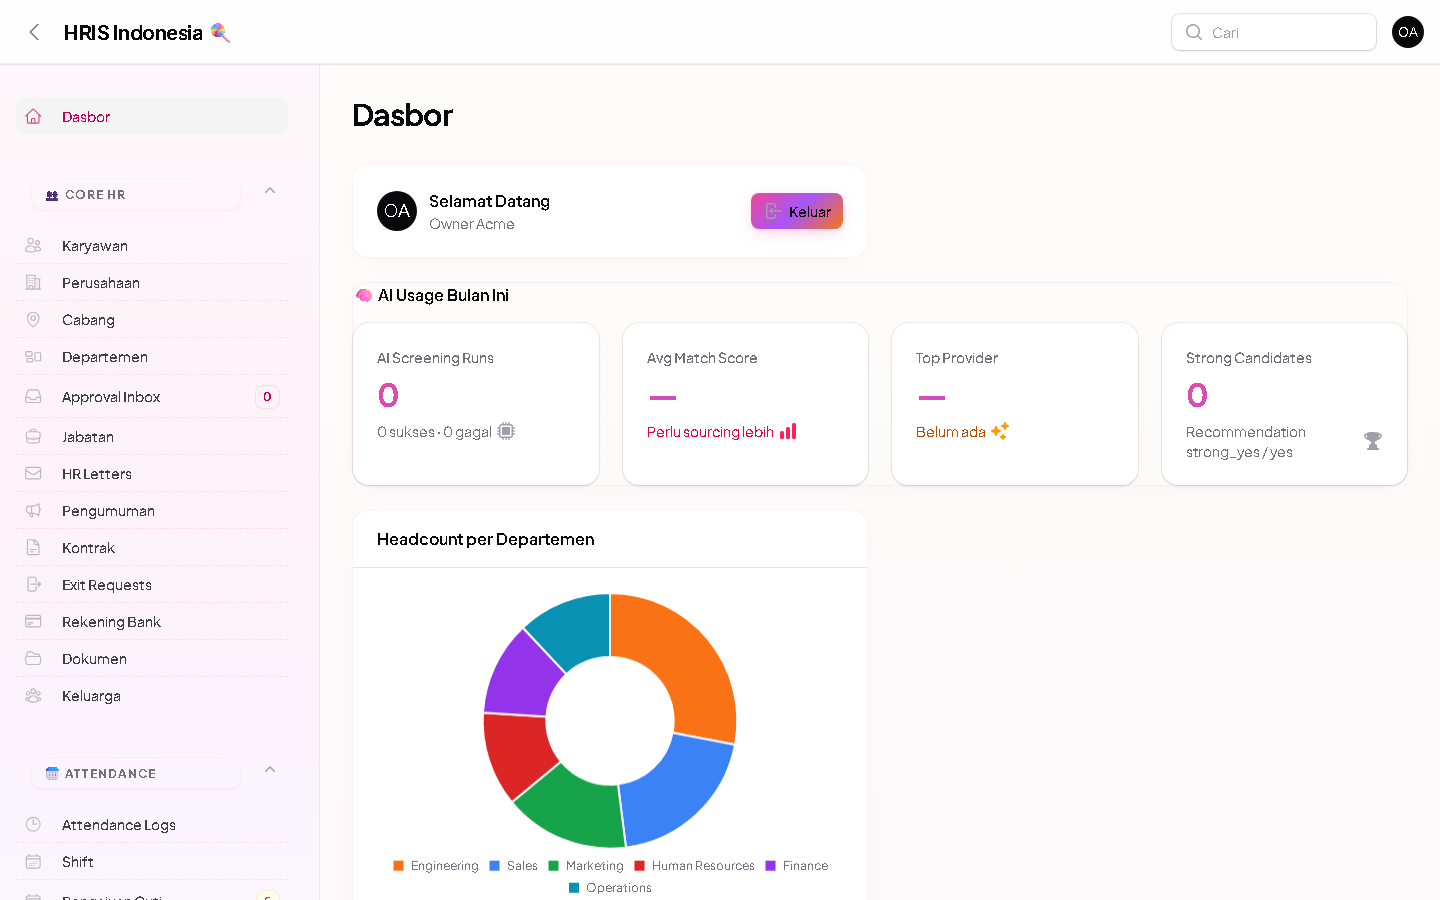 HRIS Indonesia
Cari
OA
Dasbor
CORE HR
Karyawan
Perusahaan
Cabang
Departemen
Approval Inbox
0
Jabatan
HR Letters
Pengumuman
Kontrak
Exit Requests
Rekening Bank
Dokumen
Keluarga
ATTENDANCE
Attendance Logs
Shift
Dasbor
OA
Selamat Datang
Owner Acme
Keluar
AI Usage Bulan Ini
AI Screening Runs
0
0 sukses · 0 gagal
Avg Match Score
—
Perlu sourcing lebih
Top Provider
—
Belum ada
Strong Candidates
0
Recommendation
strong_yes / yes
Headcount per Departemen
Engineering Sales Marketing Human Resources Finance
Operations